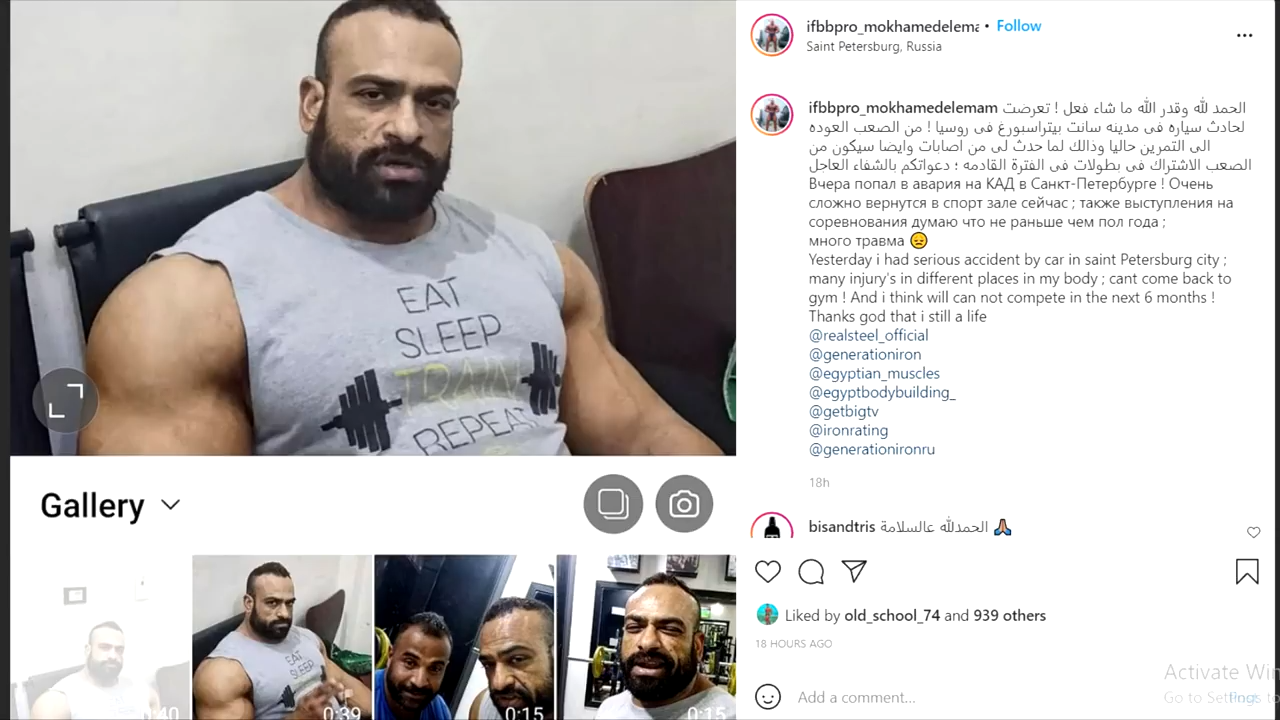 EAT
SLEEP
TRAIN
REPEAT
Gallery
EAT
SLEEP
0:39
0:15
0:15
ifbbpro_mokhamedelema • Follow
Saint Petersburg, Russia
ifbbpro_mokhamedelemam الحمد لله وقدر الله ما شاء فعل ! تعرضت
لحادث سياره فى مدينه سانت بيتراسبورغ فى روسيا ! من الصعب العوده
الى التمرين حاليا وذالك لما حدث لى من اصابات وايضا سيكون من
الصعب الاشتراك فى بطولات فى الفترة القادمه ؛ دعواتكم بالشفاء العاجل
Вчера попал в авария на КАД в Санкт-Петербурге ! Очень
сложно вернутся в спорт зале сейчас ; также выступления на
соревнования думаю что не раньше чем пол года ;
много травма 😔
Yesterday i had serious accident by car in saint Petersburg city ;
many injury's in different places in my body ; cant come back to
gym ! And i think will can not compete in the next 6 months !
Thanks god that i still a life
@realsteel_official
@generationiron
@egyptian_muscles
@egyptbodybuilding_
@getbigtv
@ironrating
@generationironru
18h
bisandtris الحمدلله عالسلامة 🙏🏽
Liked by old_school_74 and 939 others
18 HOURS AGO
Activate Win
Add a comment...